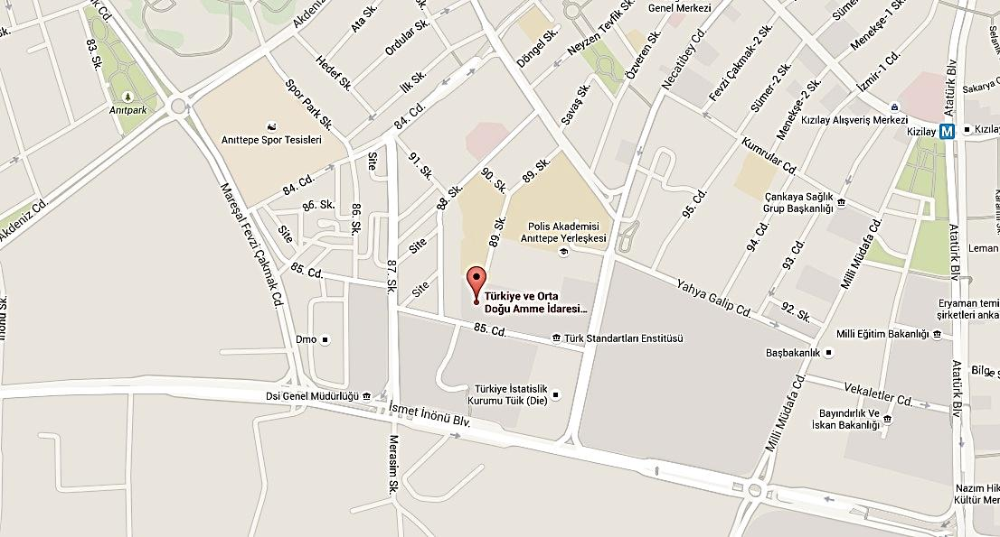 k Cd.
Akdeniz
Ata Sk.
Ordular Sk.
Döngel Sk.
Neyzen Tevfik Sk.
Genel Merkezi
Necatibey Cd.
Fevzi Çakmak-2 Sk.
Sümer-
Menekşe-1 Sk.
İzmir-1 Cd.
Atatürk Blv
Selanik
Sakarya C
83. Sk.
Anıtpark
Hedef Sk.
İlk Sk.
Spor Park Sk.
84. Cd.
Savaş Sk.
Özveren Sk.
Sümer-2 Sk.
Menekşe-2 Sk.
Kızılay Alışveriş Merkezi
Kizilay
M
Kızılay
Anıttepe Spor Tesisleri
Site
91. Sk.
90. Sk.
89. Sk.
Kumrular Cd.
84. Cd.
86. Sk.
86. Sk.
88. Sk.
89. Sk.
95. Cd.
Çankaya Sağlık
Grup Başkanlığı
Akdeniz Cd.
Mareşal Fevzi Çakmak Cd.
Site
Site
Polis Akademisi
Anıttepe Yerleşkesi
94. Cd.
93. Cd.
Milli Müdafa Cd.
Atatürk Blv
Leman
85. Cd.
87. Sk.
Site
Türkiye ve Orta
Doğu Amme İdaresi...
Yahya Galip Cd.
92. Sk.
Eryaman temi
şirketleri anka
85. Cd.
Türk Standartları Enstitüsü
Milli Eğitim Bakanlığı
Dmo
Başbakanlık
Atatürk Blv
Dsi Genel Müdürlüğü
Türkiye İstatislik
Kurumu Tüik (Die)
Vekaletler Cd.
İsmet İnönü Blv.
Bayındırlık Ve
İskan Bakanlığı
Milli Müdafa Cd.
Merasim Sk.
Nazım Hik
Kültür Mer